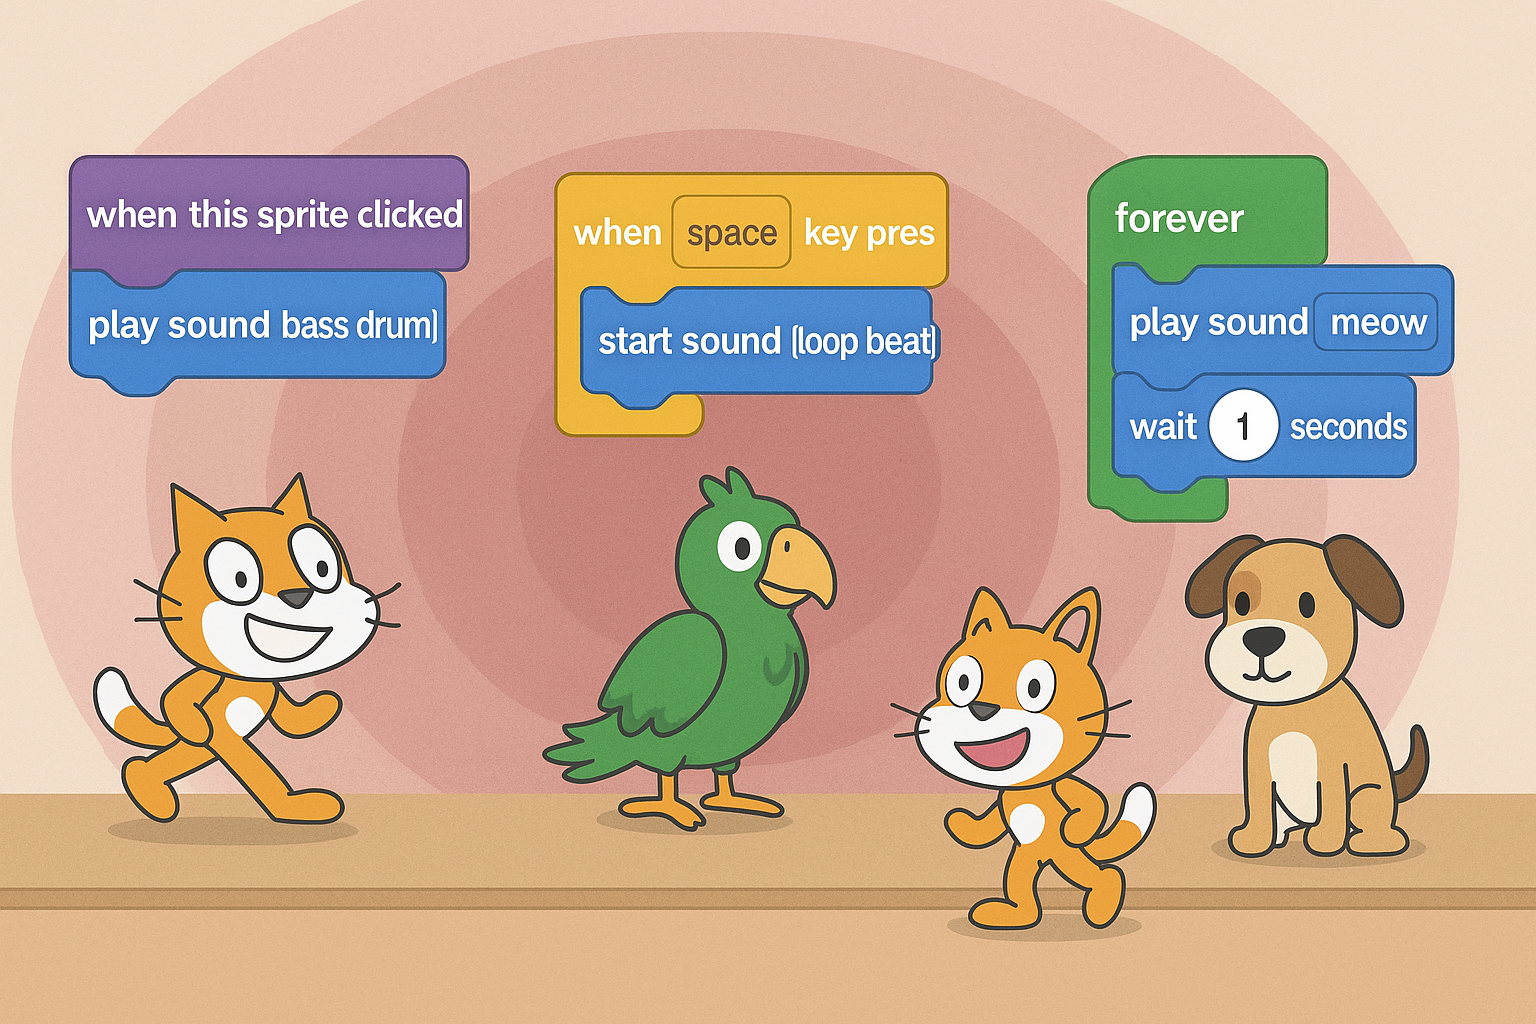 when this sprite clicked
play sound bass drum)
when space key pres
start sound (loop beat)
forever
play sound meow
wait 1 seconds